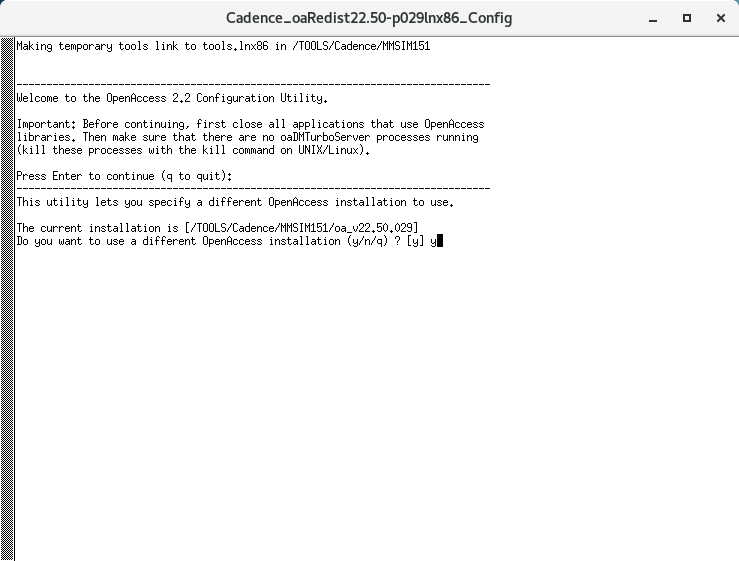 Cadence_oaRedist22.50-p029lnx86_Config
Making temporary tools link to tools.lnx86 in /TOOLS/Cadence/MMSIM151
-------------------------------------------------------------------------------
Welcome to the OpenAccess 2.2 Configuration Utility.
Important: Before continuing, first close all applications that use OpenAccess
libraries. Then make sure that there are no oaDMTurboServer processes running
(kill these processes with the kill command on UNIX/Linux).
Press Enter to continue (q to quit):
-------------------------------------------------------------------------------
This utility lets you specify a different OpenAccess installation to use.
The current installation is [/TOOLS/Cadence/MMSIM151/oa_v22.50.029]
Do you want to use a different OpenAccess installation (y/n/q) ? [y] y